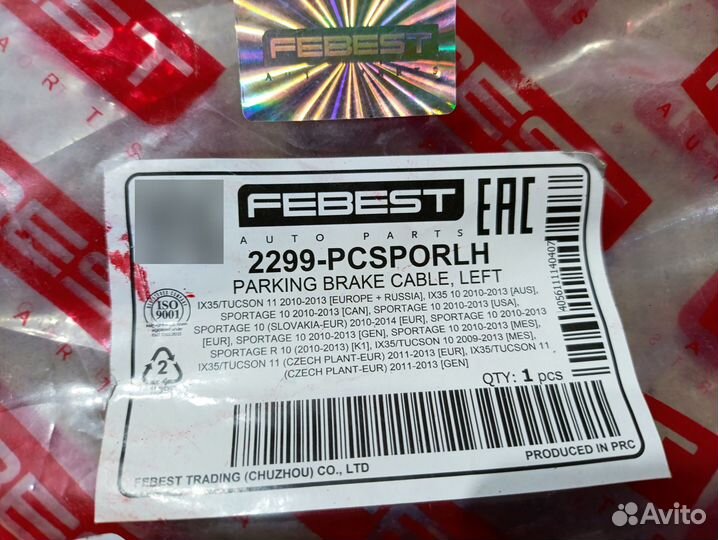 FEBEST
FEBEST
AUTO PARTS
EAC
2299-PCSPORLH
PARKING BRAKE CABLE, LEFT
IX35/TUCSON 11 2010-2013 [EUROPE + RUSSIA], IX35 10 2010-2013 [AUS],
SPORTAGE 10 2010-2013 [CAN], SPORTAGE 10 2010-2013 [USA],
SPORTAGE 10 (SLOVAKIA-EUR) 2010-2014 [EUR], SPORTAGE 10 2010-2013
[EUR], SPORTAGE 10 2010-2013 [GEN], SPORTAGE 10 2010-2013 [MES],
SPORTAGE R 10 (2010-2013) [K1], IX35/TUCSON 10 2009-2013 [MES],
IX35/TUCSON 11 (CZECH PLANT-EUR) 2011-2013 [EUR], IX35/TUCSON 11
(CZECH PLANT-EUR) 2011-2013 [GEN]
ISO
9001
2
QTY: 1 pcs
4056111140407
FEBEST TRADING (CHUZHOU) CO., LTD
PRODUCED IN PRC
Avito